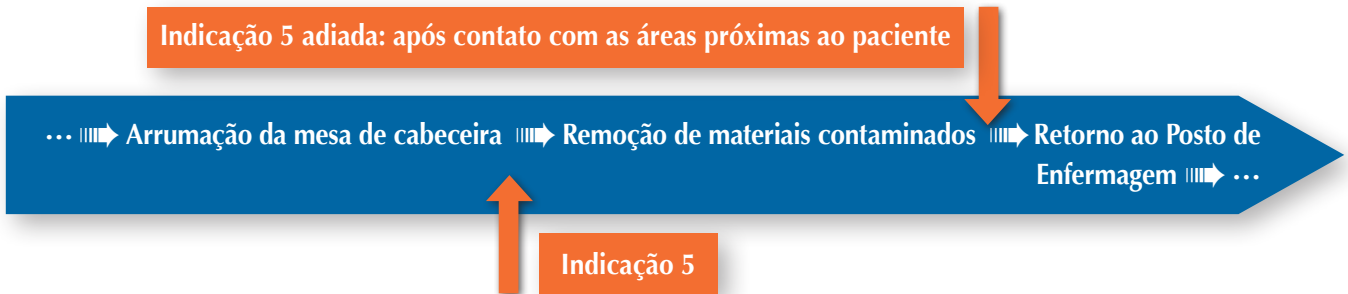 Indicação 5 adiada: após contato com as áreas próximas ao paciente
... Arrumação da mesa de cabeceira Remoção de materiais contaminados Retorno ao Posto de
Enfermagem ...
Indicação 5